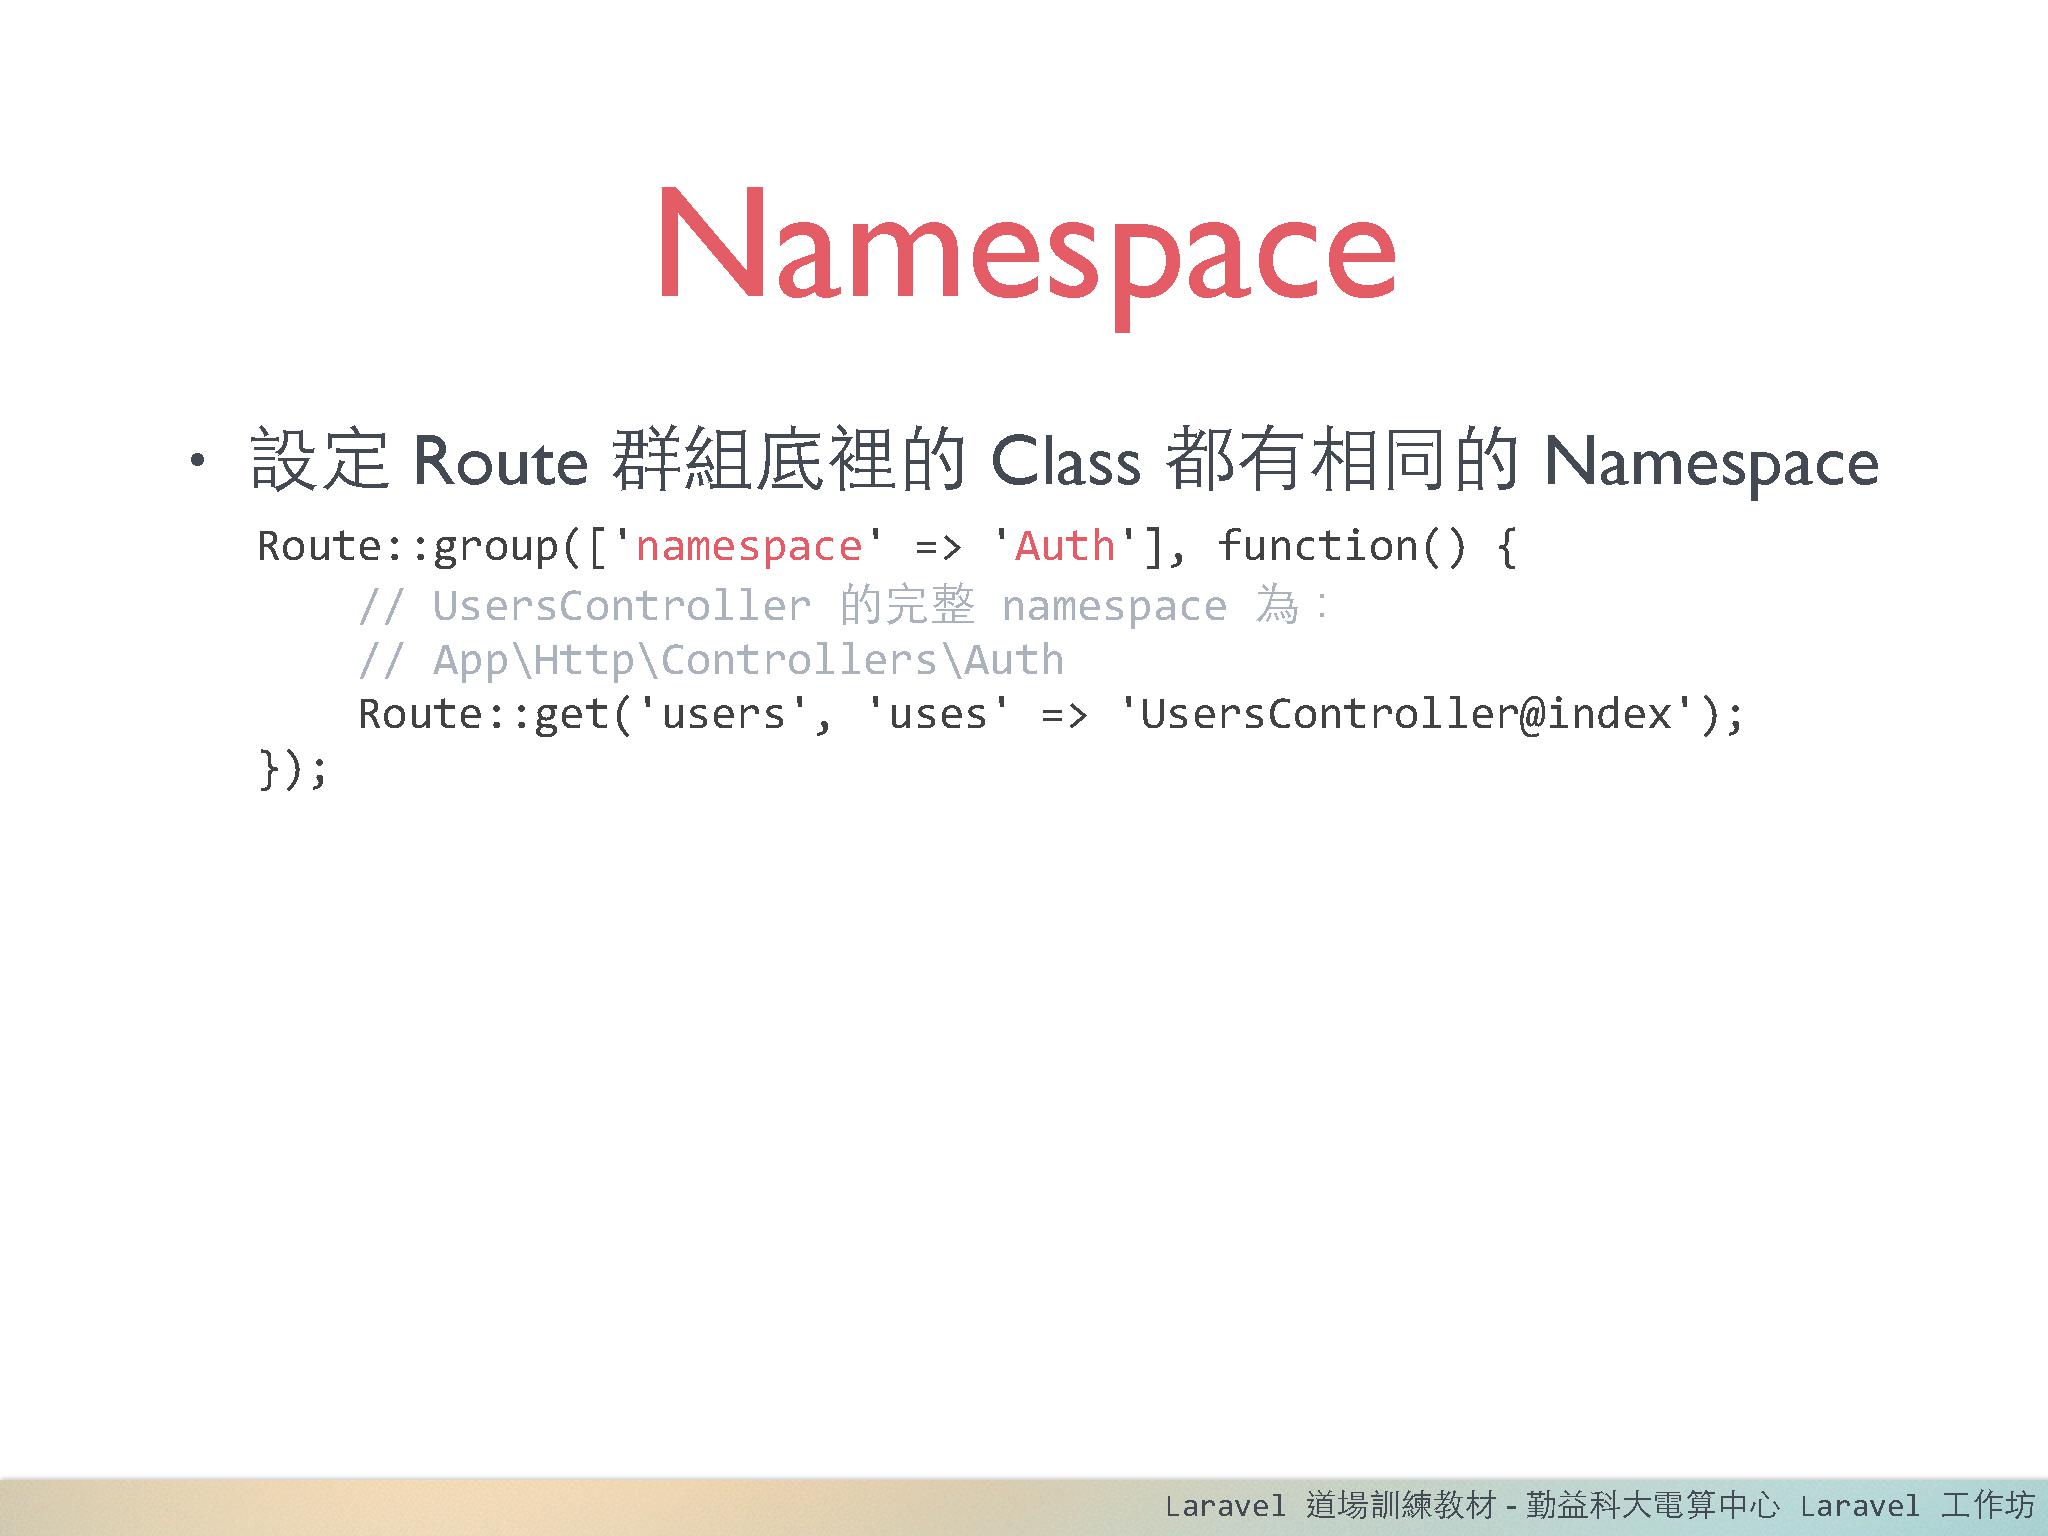 Namespace
• 設定 Route 群組底裡的 Class 都有相同的 Namespace
Route::group(['namespace' => 'Auth'], function() {
    // UsersController 的完整 namespace 為：
    // App\Http\Controllers\Auth
    Route::get('users', 'uses' => 'UsersController@index');
});
Laravel 道場訓練教材 - 勤益科大電算中心 Laravel 工作坊